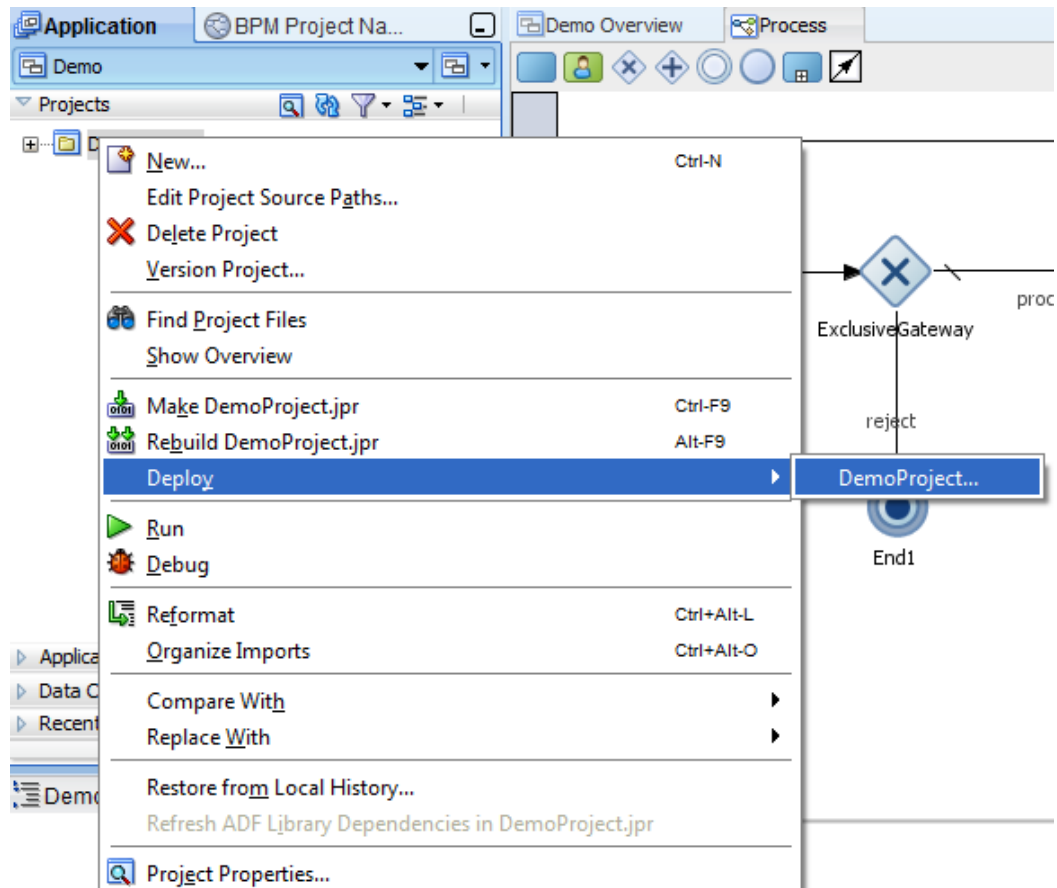 Application
BPM Project Na...
Demo Overview
Process
Demo
Projects
D
New... Ctrl-N
Edit Project Source Paths...
Delete Project
Version Project...
Find Project Files
Show Overview
Make DemoProject.jpr Ctrl-F9
Rebuild DemoProject.jpr Alt-F9
Deploy
DemoProject...
Run
Debug
Reformat Ctrl+Alt-L
Organize Imports Ctrl+Alt-O
Compare With
Replace With
Restore from Local History...
Refresh ADF Library Dependencies in DemoProject.jpr
Project Properties...
Applica
Data C
Recent
Demo
ExclusiveGateway
proc
reject
End1